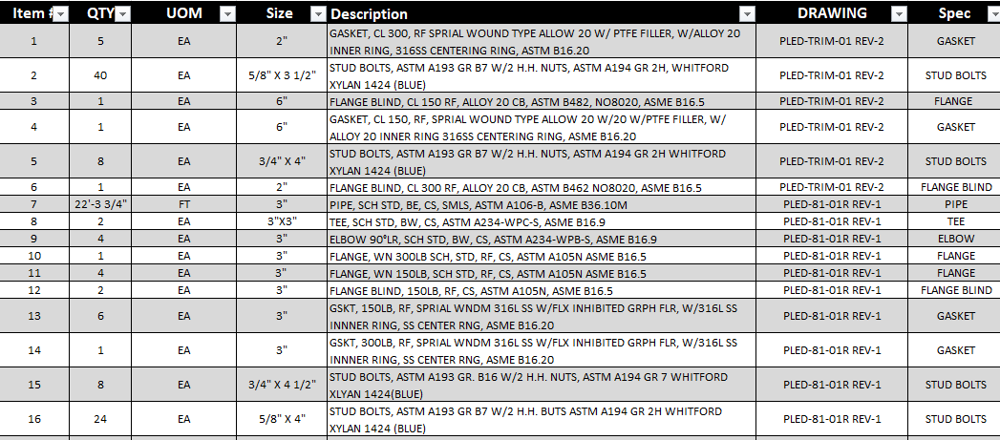 Item # QTY UOM Size Description DRAWING Spec
1 5 EA 2" GASKET, CL 300, RF SPRIAL WOUND TYPE ALLOW 20 W/ PTFE FILLER, W/ALLOY 20 PLED-TRIM-01 REV-2 GASKET
INNER RING, 316SS CENTERING RING, ASTM B16.20
2 40 EA 5/8" X 3 1/2" STUD BOLTS, ASTM A193 GR B7 W/2 H.H. NUTS, ASTM A194 GR 2H, WHITFORD PLED-TRIM-01 REV-2 STUD BOLTS
XYLAN 1424 (BLUE)
3 1 EA 6" FLANGE BLIND, CL 150 RF, ALLOY 20 CB, ASTM B482, NO8020, ASME B16.5 PLED-TRIM-01 REV-2 FLANGE
4 1 EA 6" GASKET, CL 150, RF, SPRIAL WOUND TYPE ALLOW 20 W/20 W/PTFE FILLER, W/ PLED-TRIM-01 REV-2 GASKET
ALLOY 20 INNER RING 316SS CENTERING RING, ASME B16.20
5 8 EA 3/4" X 4" STUD BOLTS, ASTM A193 GR B7 W/2 H.H. NUTS, ASTM A194 GR 2H WHITFORD PLED-TRIM-01 REV-2 STUD BOLTS
XYLAN 1424 (BLUE)
6 1 EA 2" FLANGE BLIND, CL 300 RF, ALLOY 20 CB, ASTM B462 NO8020, ASME B16.5 PLED-TRIM-01 REV-2 FLANGE BLIND
7 22'-3 3/4" FT 3" PIPE, SCH STD, BE, CS, SMLS, ASTM A106-B, ASME B36.10M PLED-81-01R REV-1 PIPE
8 2 EA 3"X3" TEE, SCH STD, BW, CS, ASTM A234-WPC-S, ASME B16.9 PLED-81-01R REV-1 TEE
9 4 EA 3" ELBOW 90°LR, SCH STD, BW, CS, ASTM A234-WPB-S, ASME B16.9 PLED-81-01R REV-1 ELBOW
10 1 EA 3" FLANGE, WN 300LB SCH, STD, RF, CS, ASTM A105N ASME B16.5 PLED-81-01R REV-1 FLANGE
11 4 EA 3" FLANGE, WN 150LB, SCH STD, RF, CS, ASTM A105N ASME B16.5 PLED-81-01R REV-1 FLANGE
12 2 EA 3" FLANGE BLIND, 150LB, RF, CS, ASTM A105N, ASME B16.5 PLED-81-01R REV-1 FLANGE BLIND
13 6 EA 3" GSKT, 150LB, RF, SPRIAL WNDM 316L SS W/FLX INHIBITED GRPH FLR, W/316L SS PLED-81-01R REV-1 GASKET
INNNER RING, SS CENTER RNG, ASME B16.20
14 1 EA 3" GSKT, 300LB, RF, SPRIAL WNDM 316L SS W/FLX INHIBITED GRPH FLR, W/316L SS PLED-81-01R REV-1 GASKET
INNNER RING, SS CENTER RNG, ASME B16.20
15 8 EA 3/4" X 4 1/2" STUD BOLTS, ASTM A193 GR. B16 W/2 H.H. NUTS, ASTM A194 GR 7 WHITFORD PLED-81-01R REV-1 STUD BOLTS
XLYAN 1424(BLUE)
16 24 EA 5/8" X 4" STUD BOLTS, ASTM A193 GR B7 W/2 H.H. BUTS ASTM A194 GR 2H WHITFORD PLED-81-01R REV-1 STUD BOLTS
XYLAN 1424 (BLUE)